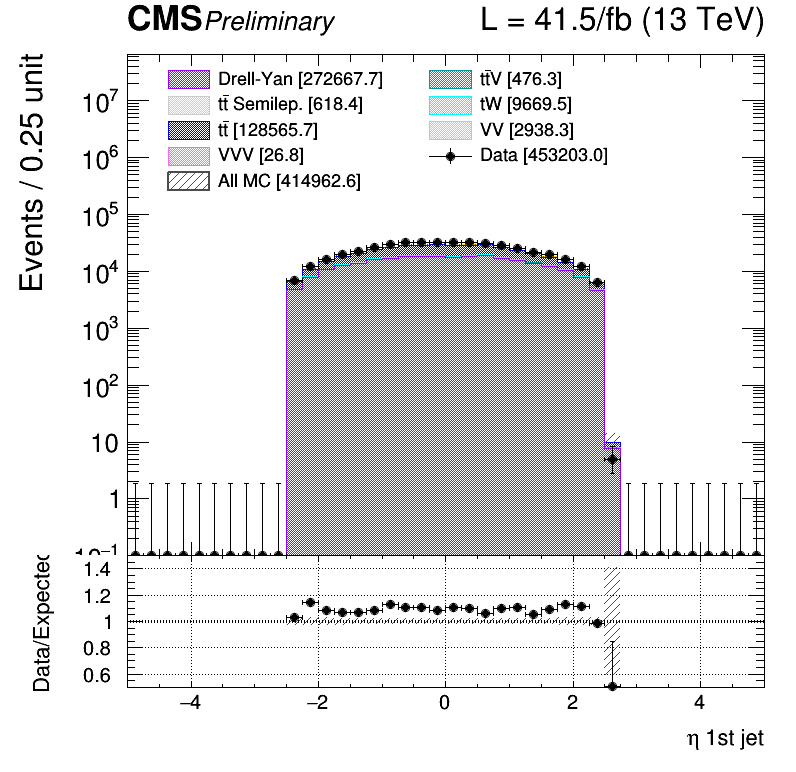 CMS Preliminary L = 41.5/fb (13 TeV)
Events / 0.25 unit
Drell-Yan [272667.7]
tt̄ Semilep. [618.4]
tt̄ [128565.7]
VVV [26.8]
All MC [414962.6]
tt̄V [476.3]
tW [9669.5]
VV [2938.3]
Data [453203.0]
10⁷
10⁶
10⁵
10⁴
10³
10²
10
1
10⁻¹
Data/Expected
1.4
1.2
1
0.8
0.6
−4 −2 0 2 4
η 1st jet